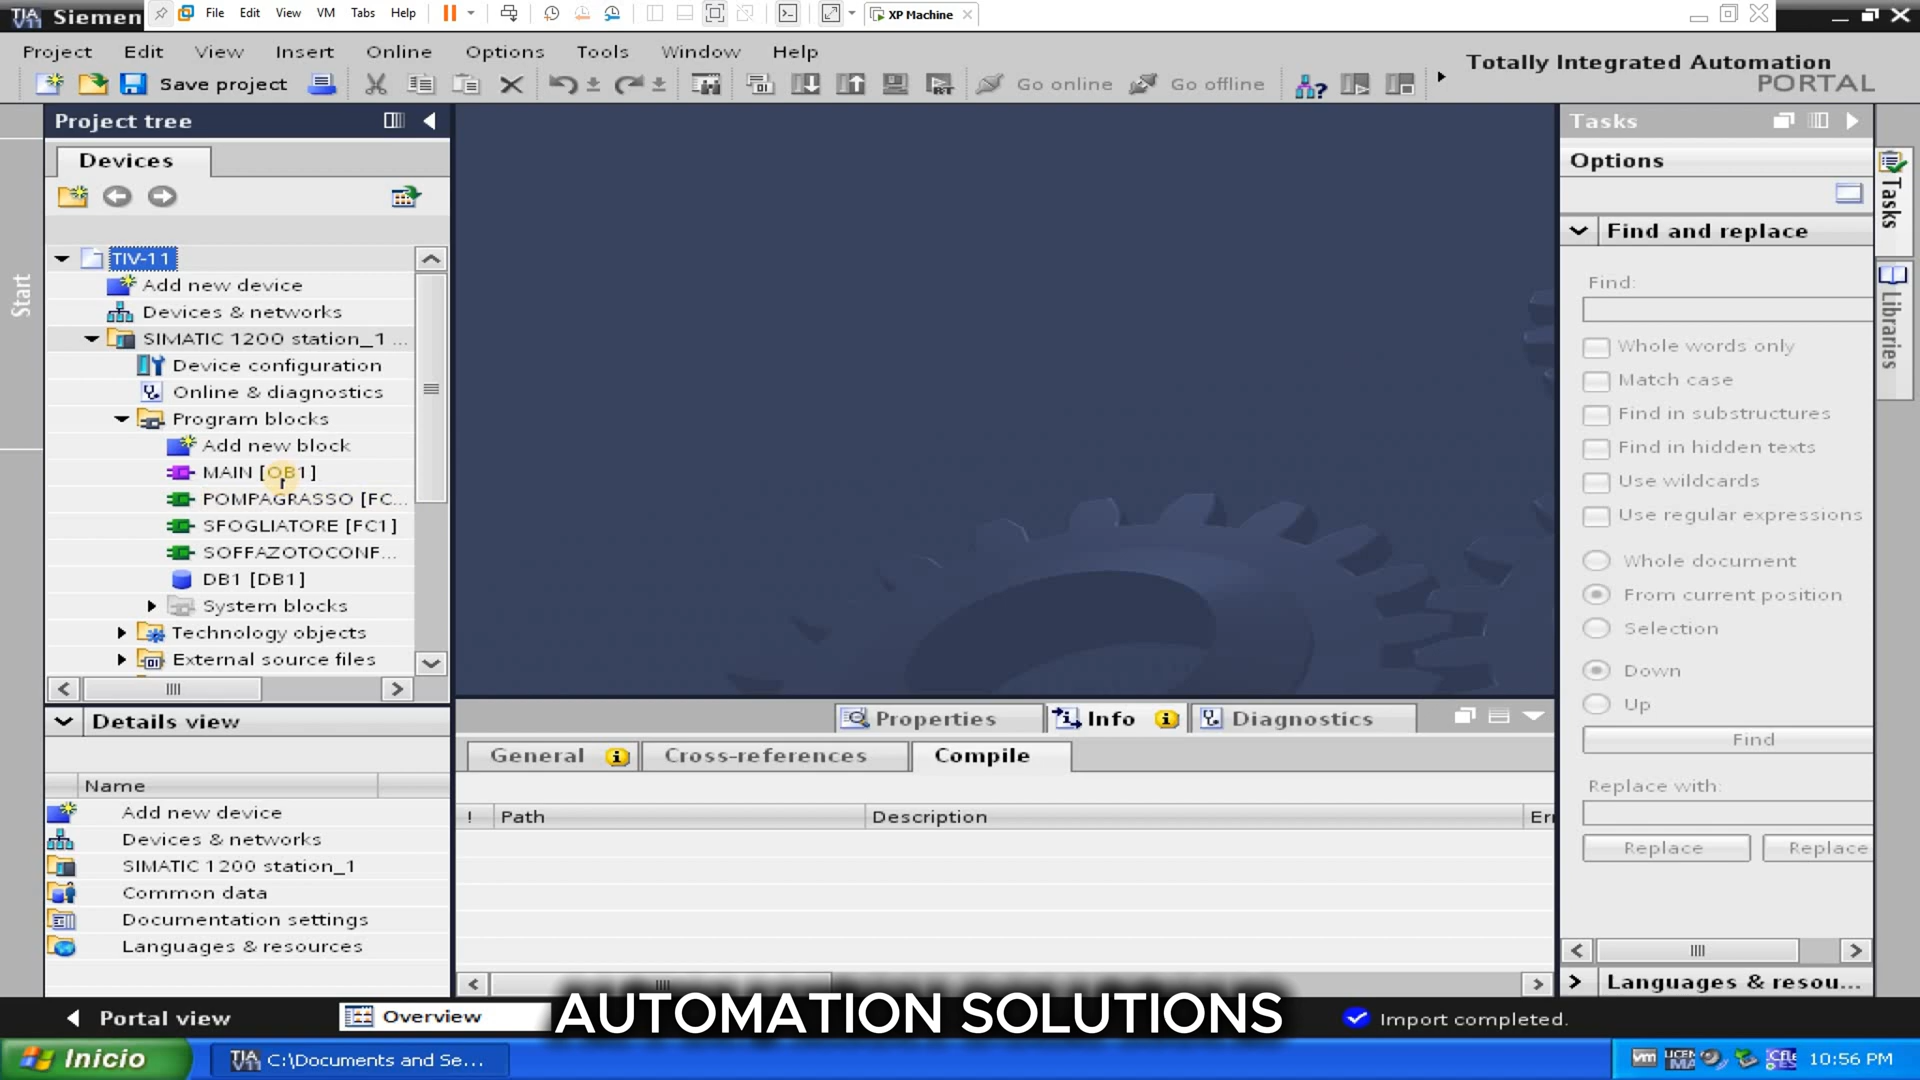 Siemen
File Edit View VM Tabs Help
XP Machine
Project Edit View Insert Online Options Tools Window Help
Totally Integrated Automation
PORTAL
Save project
Go online
Go offline
Project tree
Devices
Start
TIV-11
Add new device
Devices & networks
SIMATIC 1200 station_1 ...
Device configuration
Online & diagnostics
Program blocks
Add new block
MAIN [OB1]
POMPAGRASSO [FC...
SFOGLIATORE [FC1]
SOFFAZOTOCONF...
DB1 [DB1]
System blocks
Technology objects
External source files
Details view
Name
Add new device
Devices & networks
SIMATIC 1200 station_1
Common data
Documentation settings
Languages & resources
Properties
Info
Diagnostics
General
Cross-references
Compile
! Path Description Err
Tasks
Options
Find and replace
Find:
Whole words only
Match case
Find in substructures
Find in hidden texts
Use wildcards
Use regular expressions
Whole document
From current position
Selection
Down
Up
Find
Replace with:
Replace
Replace
Languages & resou...
Tasks
Libraries
Portal view
Overview
AUTOMATION SOLUTIONS
Import completed.
Inicio
TIA
C:\Documents and Se...
10:56 PM